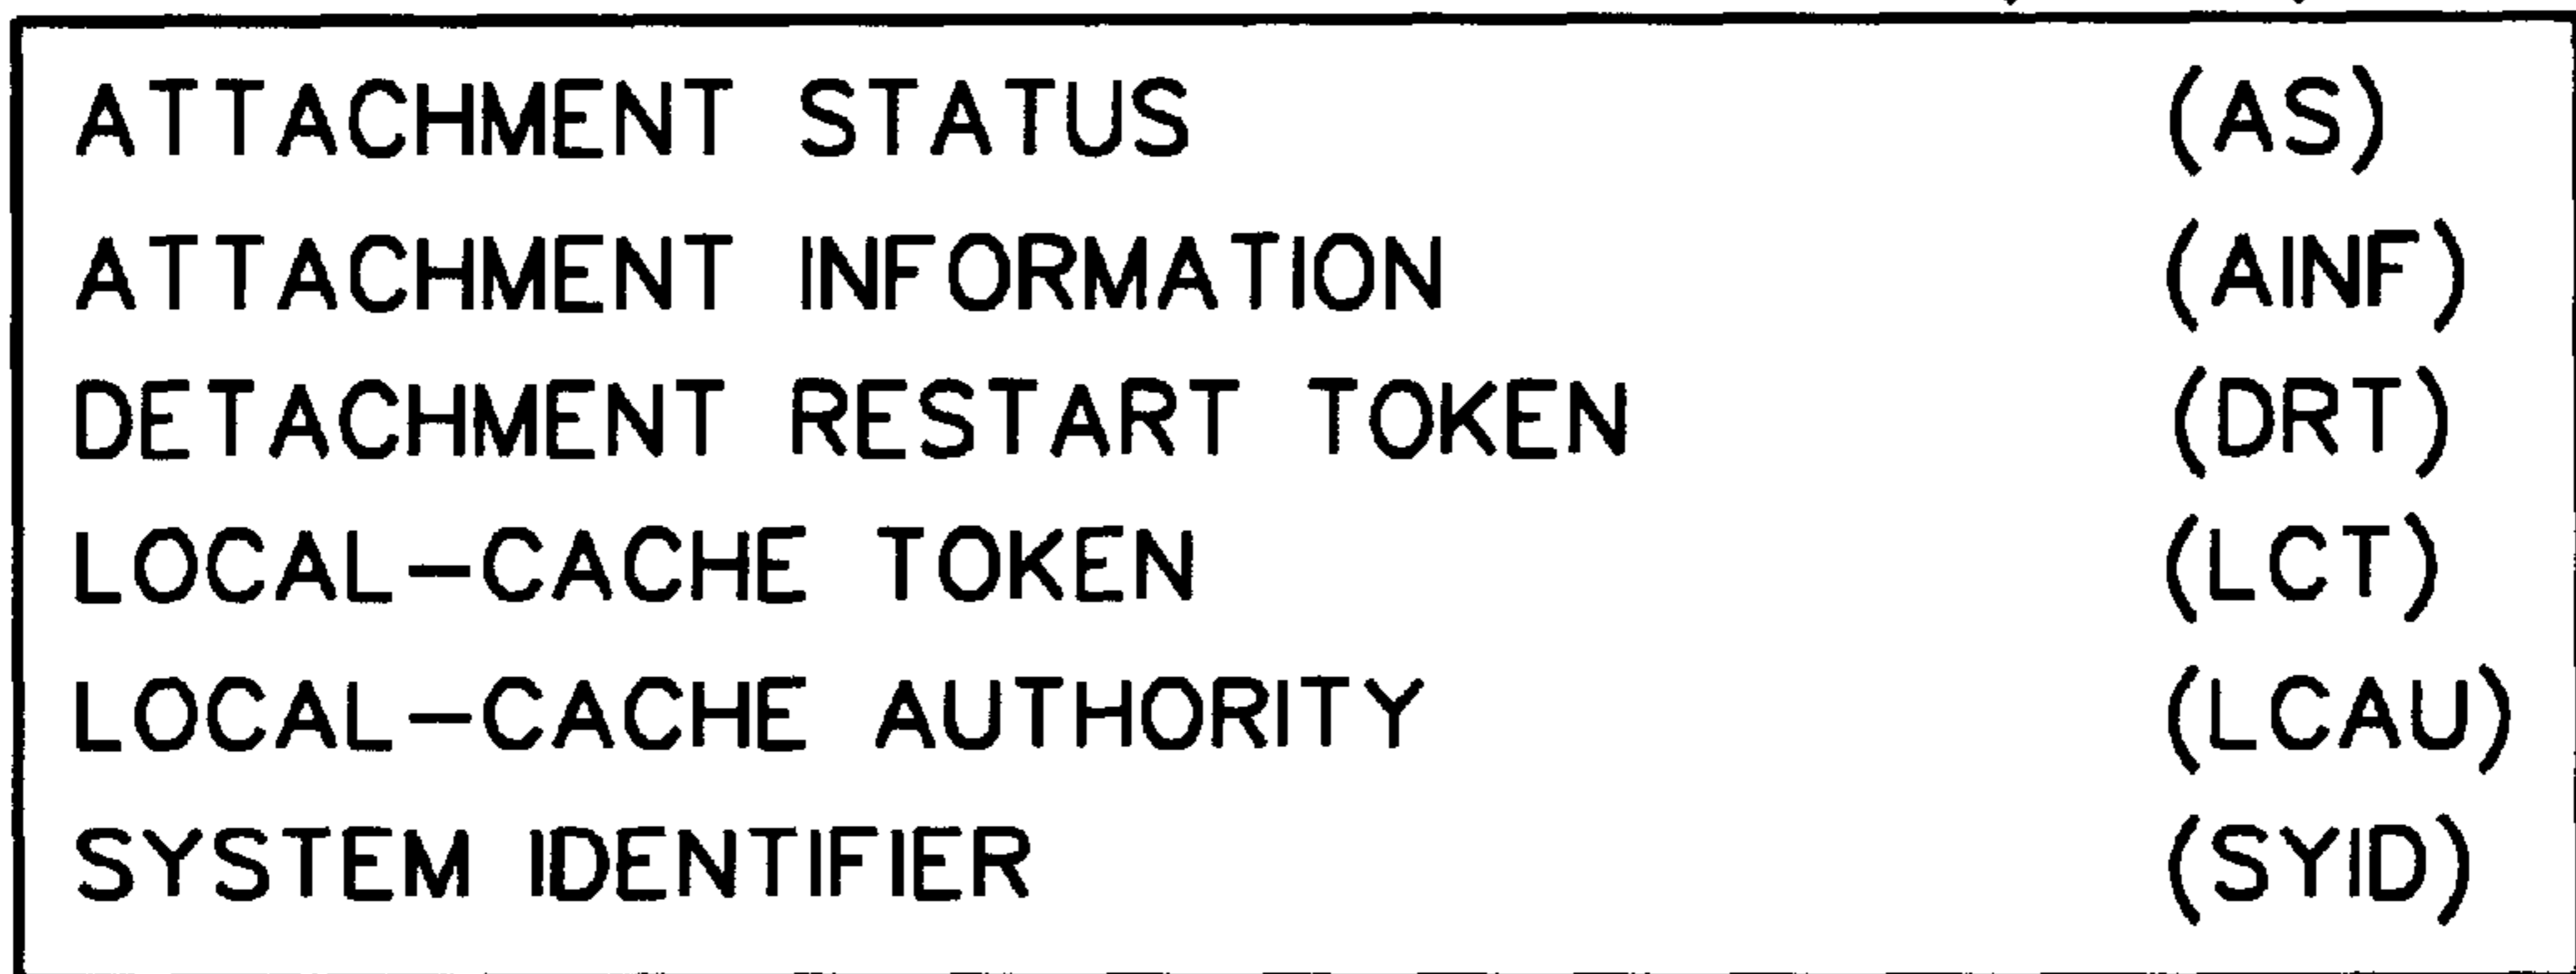 ATTACHMENT STATUS (AS)
ATTACHMENT INFORMATION (AINF)
DETACHMENT RESTART TOKEN (DRT)
LOCAL-CACHE TOKEN (LCT)
LOCAL-CACHE AUTHORITY (LCAU)
SYSTEM IDENTIFIER (SYID)